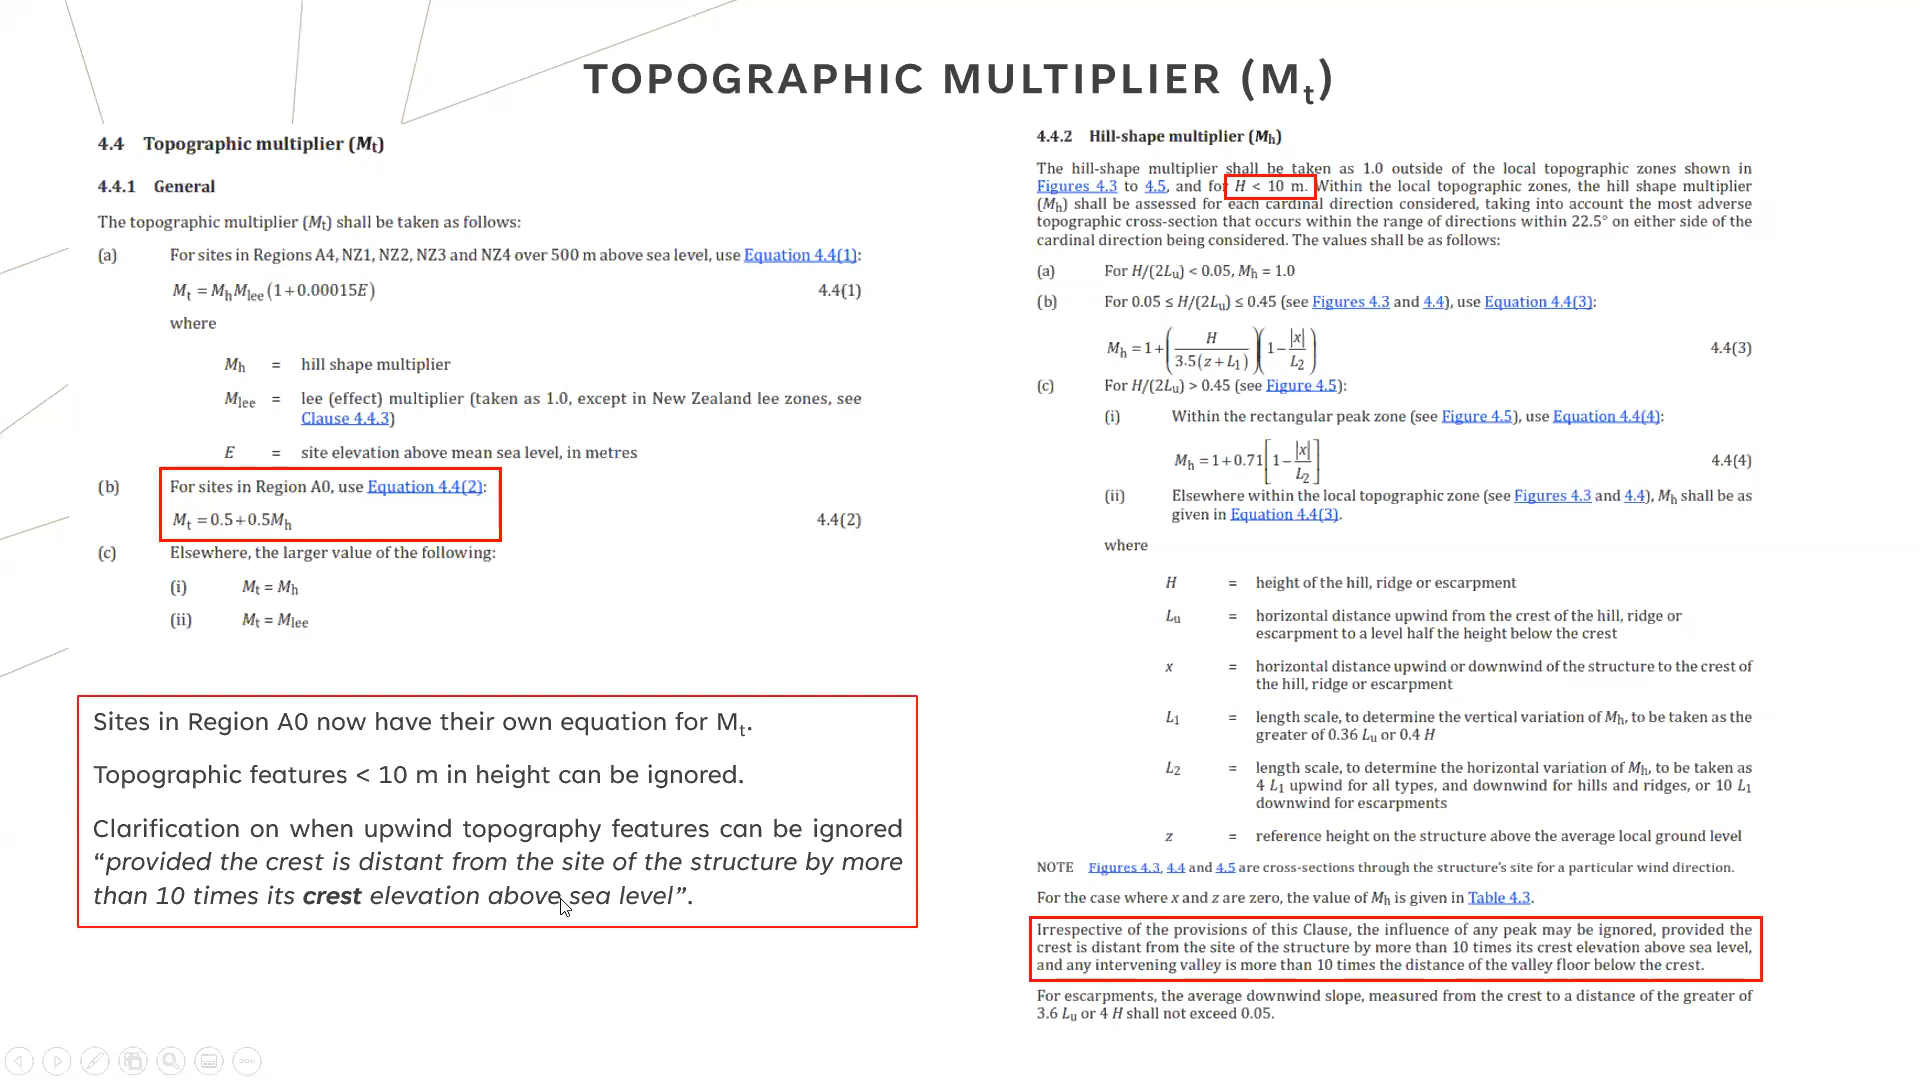 TOPOGRAPHIC MULTIPLIER (Mt)
4.4 Topographic multiplier (Mt)
4.4.1 General
The topographic multiplier (Mt) shall be taken as follows:
(a) For sites in Regions A4, NZ1, NZ2, NZ3 and NZ4 over 500 m above sea level, use Equation 4.4(1):
Mt = MhMlee(1+0.00015E) 4.4(1)
where
Mh = hill shape multiplier
Mlee = lee (effect) multiplier (taken as 1.0, except in New Zealand lee zones, see
Clause 4.4.3)
E = site elevation above mean sea level, in metres
(b) For sites in Region A0, use Equation 4.4(2):
Mt = 0.5+0.5Mh 4.4(2)
(c) Elsewhere, the larger value of the following:
(i) Mt = Mh
(ii) Mt = Mlee
Sites in Region A0 now have their own equation for Mt.
Topographic features < 10 m in height can be ignored.
Clarification on when upwind topography features can be ignored
“provided the crest is distant from the site of the structure by more
than 10 times its crest elevation above sea level”.
4.4.2 Hill-shape multiplier (Mh)
The hill-shape multiplier shall be taken as 1.0 outside of the local topographic zones shown in
Figures 4.3 to 4.5, and for H < 10 m. Within the local topographic zones, the hill shape multiplier
(Mh) shall be assessed for each cardinal direction considered, taking into account the most adverse
topographic cross-section that occurs within the range of directions within 22.5° on either side of the
cardinal direction being considered. The values shall be as follows:
(a) For H/(2Lu) < 0.05, Mh = 1.0
(b) For 0.05 ≤ H/(2Lu) ≤ 0.45 (see Figures 4.3 and 4.4), use Equation 4.4(3):
Mh = 1+(H/3.5(z+L1))(1−|x|/L2) 4.4(3)
(c) For H/(2Lu) > 0.45 (see Figure 4.5):
(i) Within the rectangular peak zone (see Figure 4.5), use Equation 4.4(4):
Mh = 1+0.71[1−|x|/L2] 4.4(4)
(ii) Elsewhere within the local topographic zone (see Figures 4.3 and 4.4), Mh shall be as
given in Equation 4.4(3).
where
H = height of the hill, ridge or escarpment
Lu = horizontal distance upwind from the crest of the hill, ridge or
escarpment to a level half the height below the crest
x = horizontal distance upwind or downwind of the structure to the crest of
the hill, ridge or escarpment
L1 = length scale, to determine the vertical variation of Mh, to be taken as the
greater of 0.36 Lu or 0.4 H
L2 = length scale, to determine the horizontal variation of Mh, to be taken as
4 L1 upwind for all types, and downwind for hills and ridges, or 10 L1
downwind for escarpments
z = reference height on the structure above the average local ground level
NOTE Figures 4.3, 4.4 and 4.5 are cross-sections through the structure's site for a particular wind direction.
For the case where x and z are zero, the value of Mh is given in Table 4.3.
Irrespective of the provisions of this Clause, the influence of any peak may be ignored, provided the
crest is distant from the site of the structure by more than 10 times its crest elevation above sea level,
and any intervening valley is more than 10 times the distance of the valley floor below the crest.
For escarpments, the average downwind slope, measured from the crest to a distance of the greater of
3.6 Lu or 4 H shall not exceed 0.05.